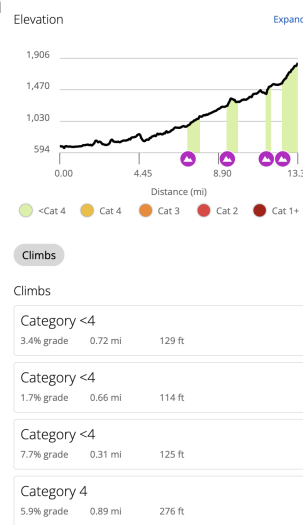 Elevation
Expand
1,906
1,470
1,030
594
0.00 4.45 8.90 13.3
Distance (mi)
<Cat 4 Cat 4 Cat 3 Cat 2 Cat 1+
Climbs
Climbs
Category <4
3.4% grade 0.72 mi 129 ft
Category <4
1.7% grade 0.66 mi 114 ft
Category <4
7.7% grade 0.31 mi 125 ft
Category 4
5.9% grade 0.89 mi 276 ft